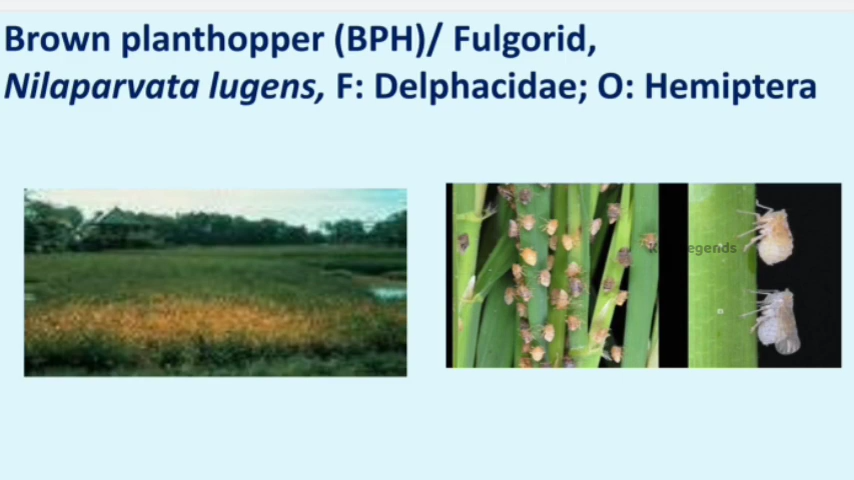 Brown planthopper (BPH)/ Fulgorid,
Nilaparvata lugens, F: Delphacidae; O: Hemiptera